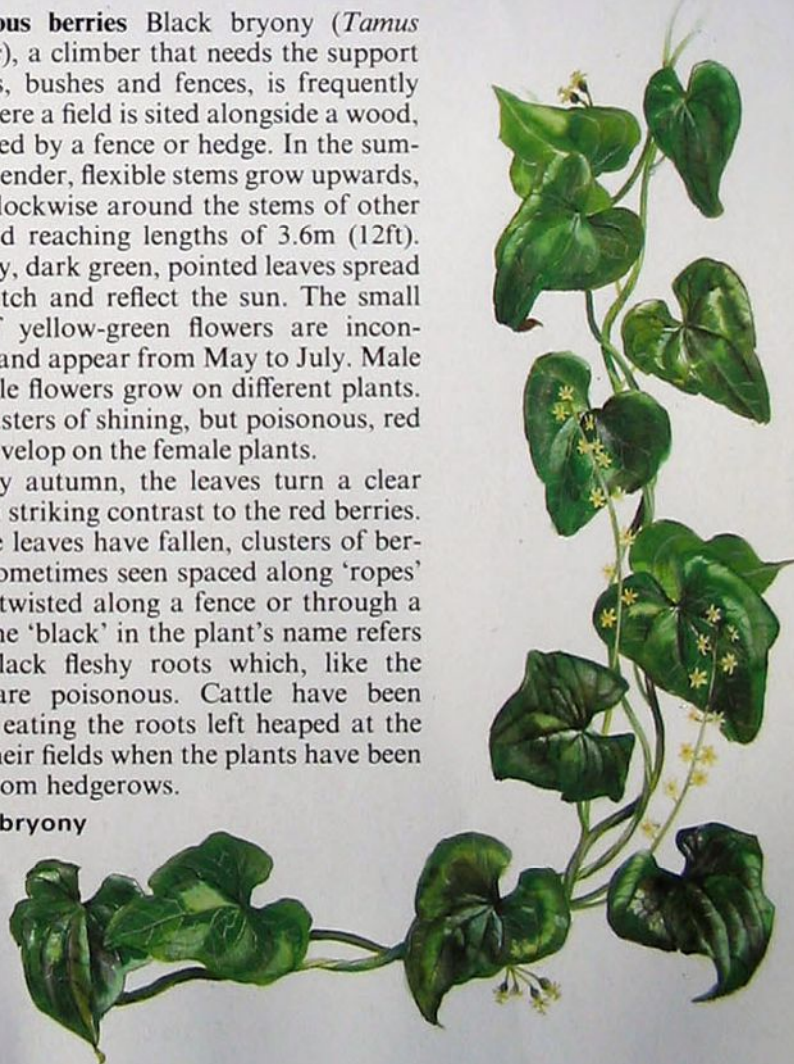 ous berries Black bryony (Tamus
), a climber that needs the support
s, bushes and fences, is frequently
ere a field is sited alongside a wood,
ed by a fence or hedge. In the sum-
ender, flexible stems grow upwards,
lockwise around the stems of other
d reaching lengths of 3.6m (12ft).
y, dark green, pointed leaves spread
tch and reflect the sun. The small
f yellow-green flowers are incon-
and appear from May to July. Male
le flowers grow on different plants.
sters of shining, but poisonous, red
velop on the female plants.
y autumn, the leaves turn a clear
striking contrast to the red berries.
e leaves have fallen, clusters of ber-
ometimes seen spaced along ‘ropes’
twisted along a fence or through a
ne ‘black’ in the plant’s name refers
lack fleshy roots which, like the
are poisonous. Cattle have been
eating the roots left heaped at the
heir fields when the plants have been
om hedgerows.
bryony